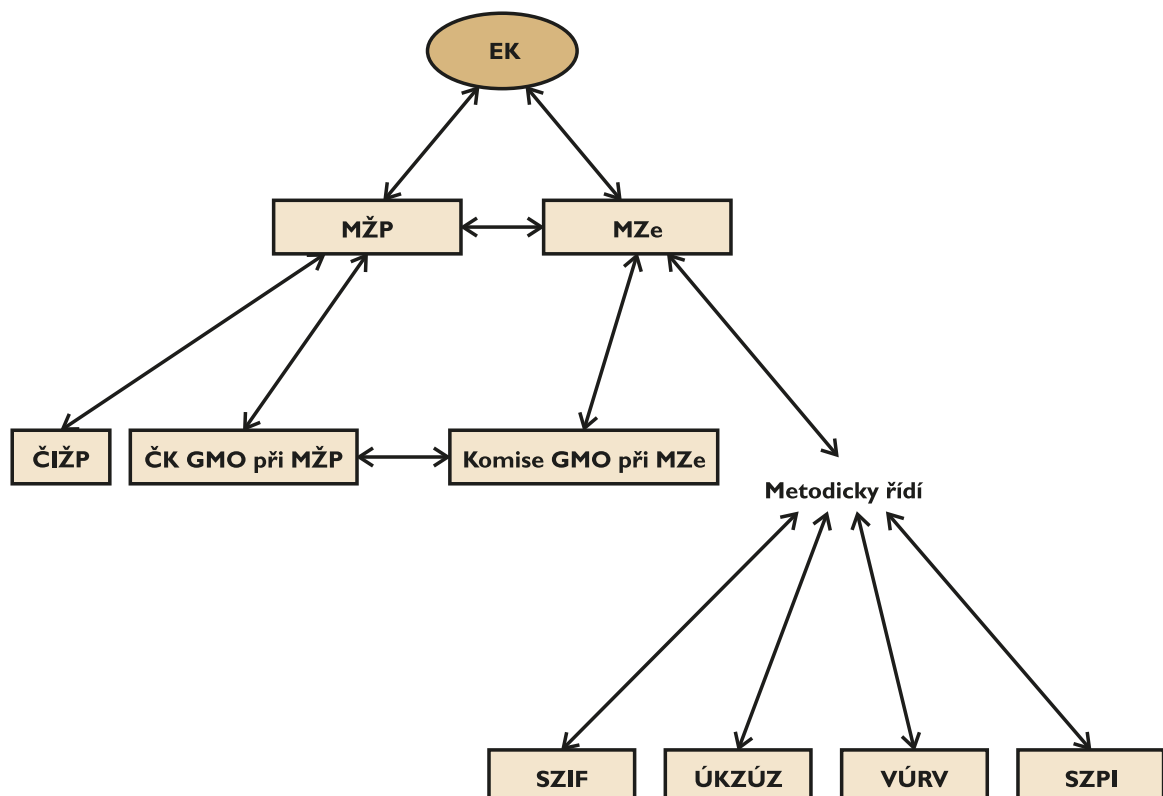 EK
MŽP
MZe
ČIŽP
ČK GMO při MŽP
Komise GMO při MZe
Metodicky řídí
SZIF
ÚKZÚZ
VÚRV
SZPI